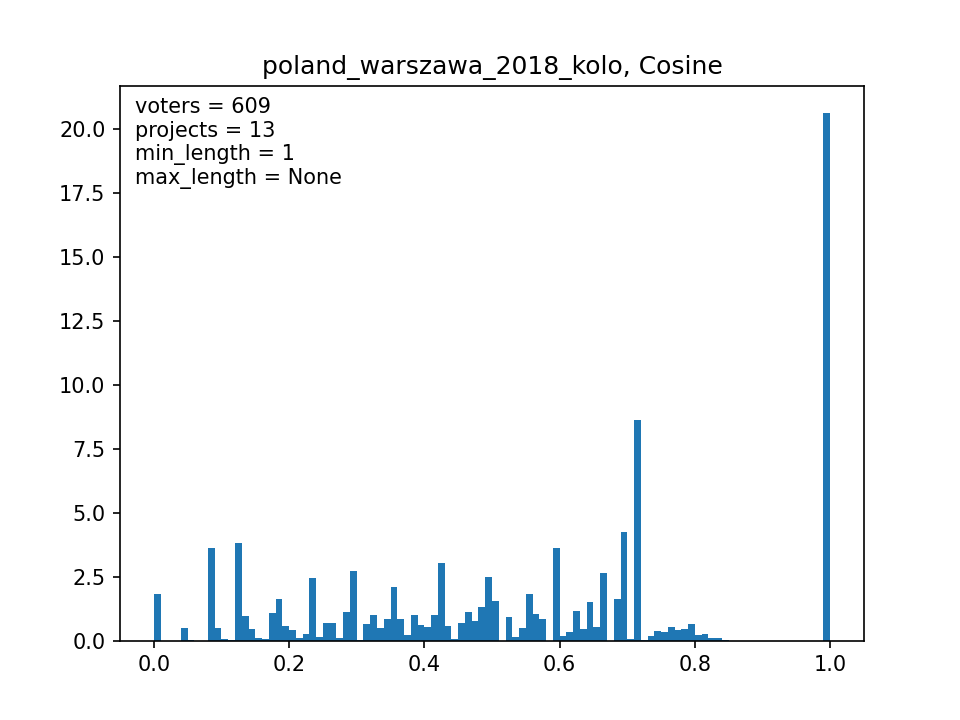 poland_warszawa_2018_kolo, Cosine
voters = 609
projects = 13
min_length = 1
max_length = None
20.0
17.5
15.0
12.5
10.0
7.5
5.0
2.5
0.0
0.0 0.2 0.4 0.6 0.8 1.0